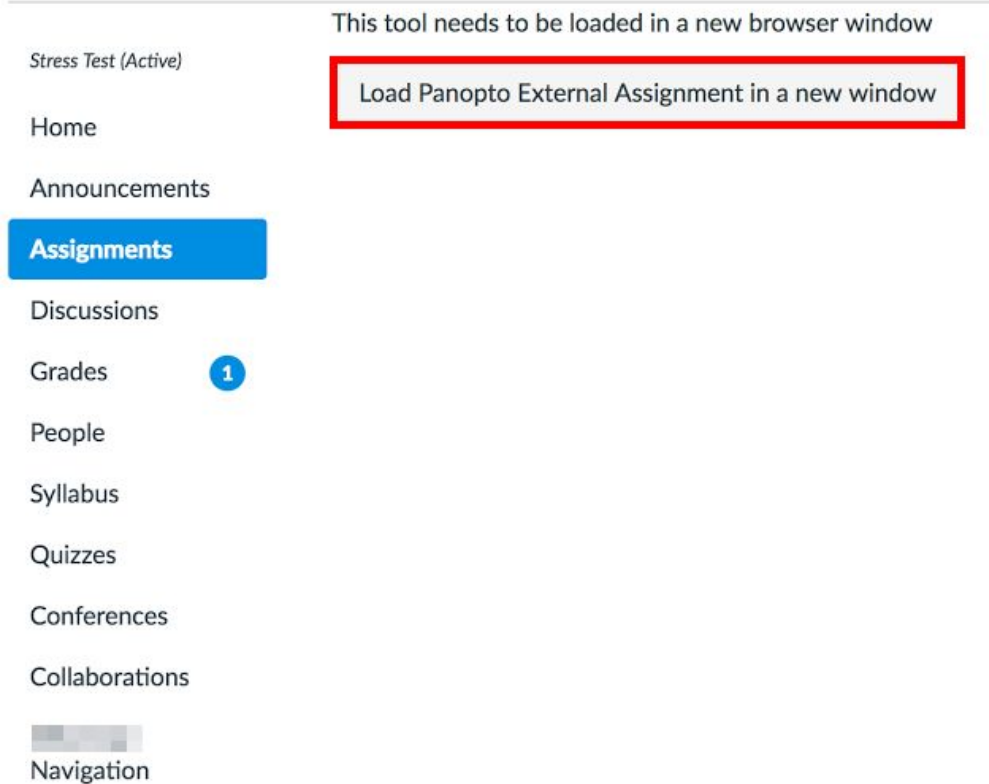 This tool needs to be loaded in a new browser window
Load Panopto External Assignment in a new window
Stress Test (Active)
Home
Announcements
Assignments
Discussions
Grades 1
People
Syllabus
Quizzes
Conferences
Collaborations
Navigation